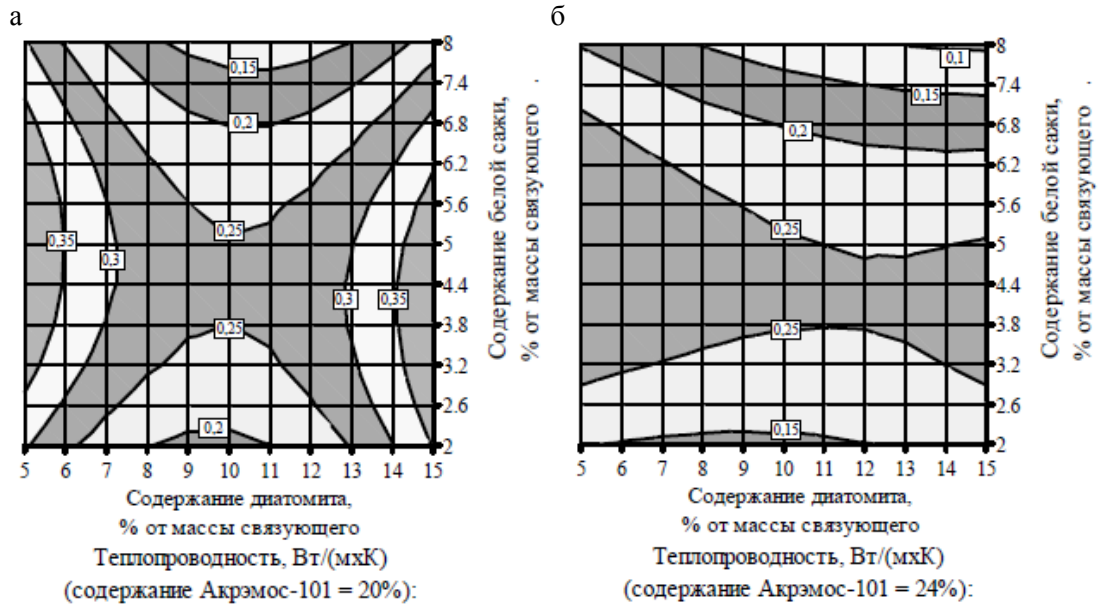 а
0,15
0,2
0,25
0,35
0,3
0,3
0,35
0,25
0,2
8
7.4
6.8
6.2
5.6
5
4.4
3.8
3.2
2.6
2
Содержание белой сажи,
% от массы связующего
5 6 7 8 9 10 11 12 13 14 15
Содержание диатомита,
% от массы связующего
Теплопроводность, Вт/(мхК)
(содержание Акрэмос-101 = 20%):
б
0,1
0,15
0,2
0,25
0,25
0,15
8
7.4
6.8
6.2
5.6
5
4.4
3.8
3.2
2.6
2
Содержание белой сажи,
% от массы связующего
5 6 7 8 9 10 11 12 13 14 15
Содержание диатомита,
% от массы связующего
Теплопроводность, Вт/(мхК)
(содержание Акрэмос-101 = 24%):